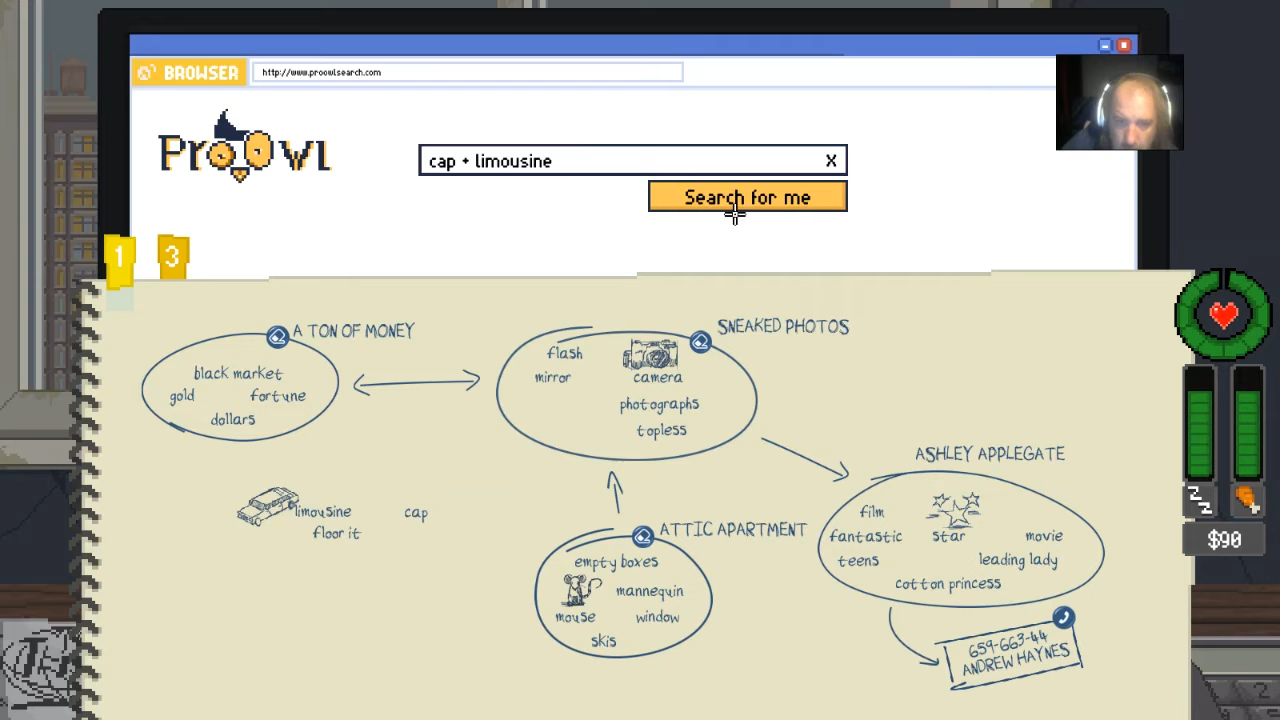 BROWSER
http://www.proowlsearch.com
PrOOwl
cap + limousine X
Search for me
1 3
A TON OF MONEY
black market
gold fortune
dollars
SNEAKED PHOTOS
flash
mirror camera
photographs
topless
limousine cap
floor it
ATTIC APARTMENT
empty boxes
mannequin
mouse window
skis
ASHLEY APPLEGATE
film
fantastic star movie
teens leading lady
cotton princess
659-663-44
ANDREW HAYNES
$90